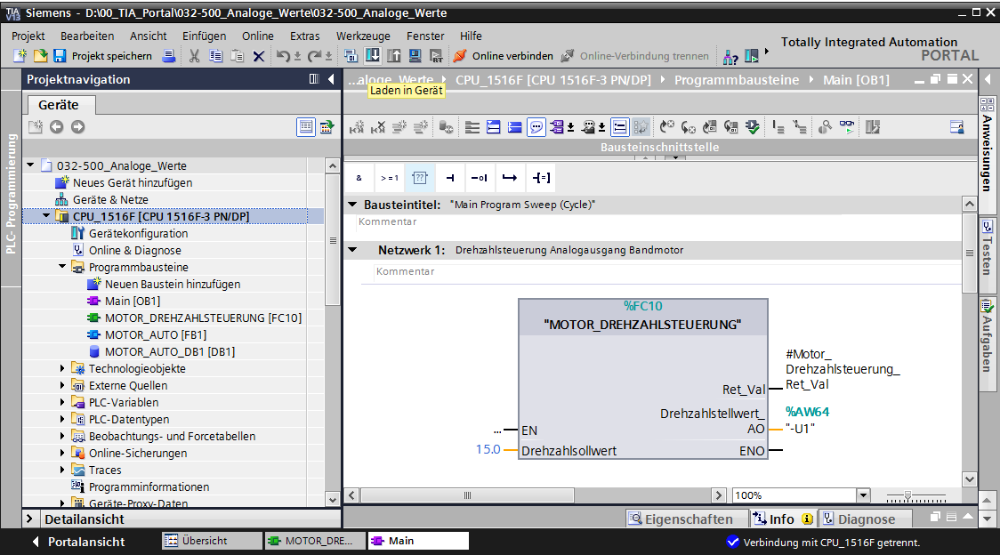 TIA V13 Siemens - D:\00_TIA_Portal\032-500_Analoge_Werte\032-500_Analoge_Werte
Projekt Bearbeiten Ansicht Einfügen Online Extras Werkzeuge Fenster Hilfe
Totally Integrated Automation
PORTAL
Projekt speichern Online verbinden Online-Verbindung trennen
Projektnavigation
...aloge_Werte CPU_1516F [CPU 1516F-3 PN/DP] Programmbausteine Main [OB1]
Laden in Gerät
Geräte
Bausteinschnittstelle
PLC-Programmierung
032-500_Analoge_Werte
Neues Gerät hinzufügen
Geräte & Netze
CPU_1516F [CPU 1516F-3 PN/DP]
Gerätekonfiguration
Online & Diagnose
Programmbausteine
Neuen Baustein hinzufügen
Main [OB1]
MOTOR_DREHZAHLSTEUERUNG [FC10]
MOTOR_AUTO [FB1]
MOTOR_AUTO_DB1 [DB1]
Technologieobjekte
Externe Quellen
PLC-Variablen
PLC-Datentypen
Beobachtungs- und Forcetabellen
Online-Sicherungen
Traces
Programminformationen
Geräte-Proxy-Daten
Detailansicht
& >=1 ??
Bausteintitel: "Main Program Sweep (Cycle)"
Kommentar
Netzwerk 1: Drehzahlsteuerung Analogausgang Bandmotor
Kommentar
%FC10
"MOTOR_DREHZAHLSTEUERUNG"
#Motor_
Drehzahlsteuerung_
Ret_Val Ret_Val
Drehzahlstellwert_ %AW64
... EN AO "-U1"
15.0 Drehzahlsollwert ENO
100%
Anweisungen
Testen
Aufgaben
Eigenschaften Info Diagnose
Portalansicht Übersicht MOTOR_DRE... Main Verbindung mit CPU_1516F getrennt.